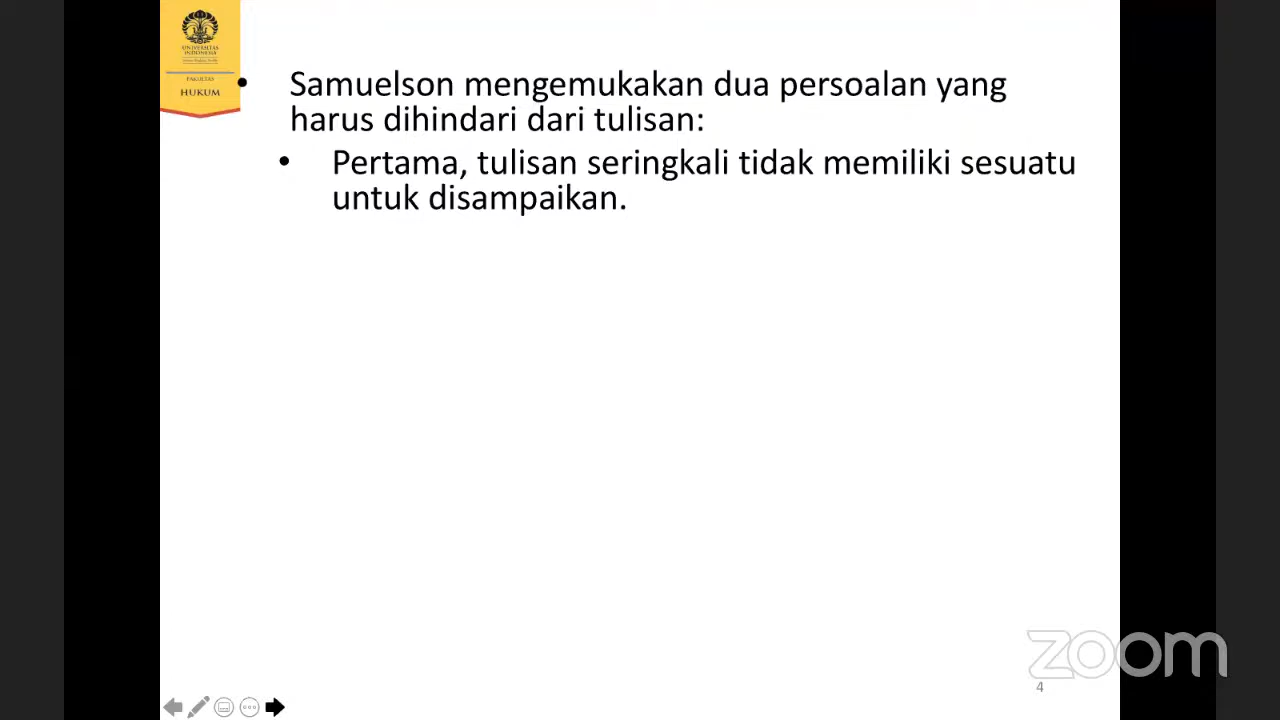 UNIVERSITAS
INDONESIA
FAKULTAS
HUKUM
• Samuelson mengemukakan dua persoalan yang
harus dihindari dari tulisan:
• Pertama, tulisan seringkali tidak memiliki sesuatu
untuk disampaikan.
zoom
4